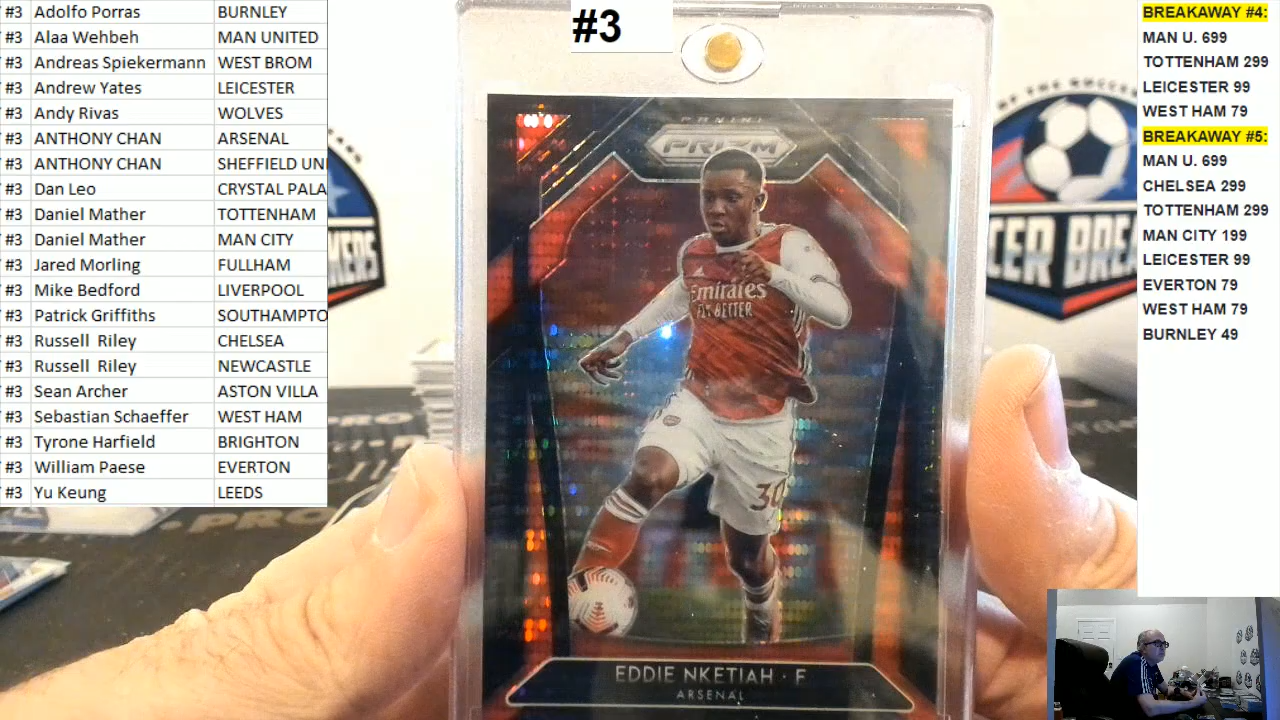 #3 Adolfo Porras BURNLEY
#3 Alaa Wehbeh MAN UNITED
#3 Andreas Spiekermann WEST BROM
#3 Andrew Yates LEICESTER
#3 Andy Rivas WOLVES
#3 ANTHONY CHAN ARSENAL
#3 ANTHONY CHAN SHEFFIELD UNI
#3 Dan Leo CRYSTAL PALA
#3 Daniel Mather TOTTENHAM
#3 Daniel Mather MAN CITY
#3 Jared Morling FULLHAM
#3 Mike Bedford LIVERPOOL
#3 Patrick Griffiths SOUTHAMPTO
#3 Russell Riley CHELSEA
#3 Russell Riley NEWCASTLE
#3 Sean Archer ASTON VILLA
#3 Sebastian Schaeffer WEST HAM
#3 Tyrone Harfield BRIGHTON
#3 William Paese EVERTON
#3 Yu Keung LEEDS
#3
PANINI
PRIZM
Emirates
FLY BETTER
30
EDDIE NKETIAH · F
ARSENAL
BREAKAWAY #4:
MAN U. 699
TOTTENHAM 299
LEICESTER 99
WEST HAM 79
BREAKAWAY #5:
MAN U. 699
CHELSEA 299
TOTTENHAM 299
MAN CITY 199
LEICESTER 99
EVERTON 79
WEST HAM 79
BURNLEY 49
CER BREA
KERS
PRO